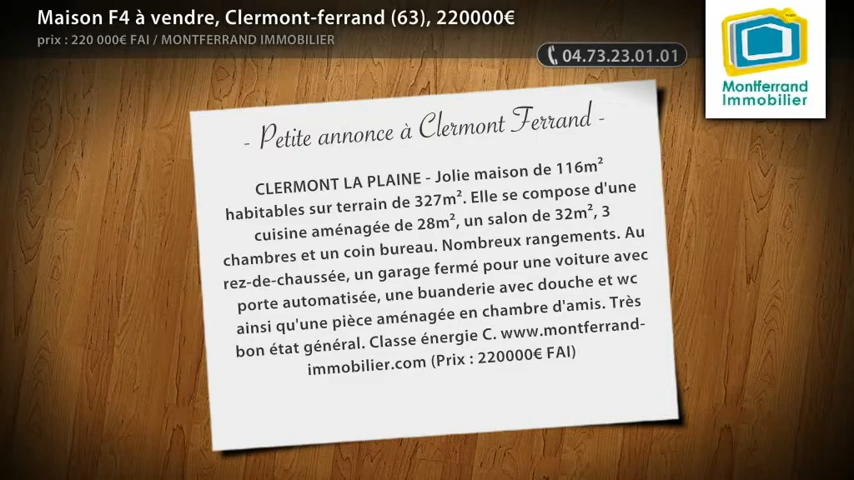 Maison F4 à vendre, Clermont-ferrand (63), 220000€
prix : 220 000€ FAI / MONTFERRAND IMMOBILIER
04.73.23.01.01
Montferrand
Immobilier
- Petite annonce à Clermont Ferrand -
CLERMONT LA PLAINE - Jolie maison de 116m²
habitables sur terrain de 327m². Elle se compose d'une
cuisine aménagée de 28m², un salon de 32m², 3
chambres et un coin bureau. Nombreux rangements. Au
rez-de-chaussée, un garage fermé pour une voiture avec
porte automatisée, une buanderie avec douche et wc
ainsi qu'une pièce aménagée en chambre d'amis. Très
bon état général. Classe énergie C. www.montferrand-
immobilier.com (Prix : 220000€ FAI)